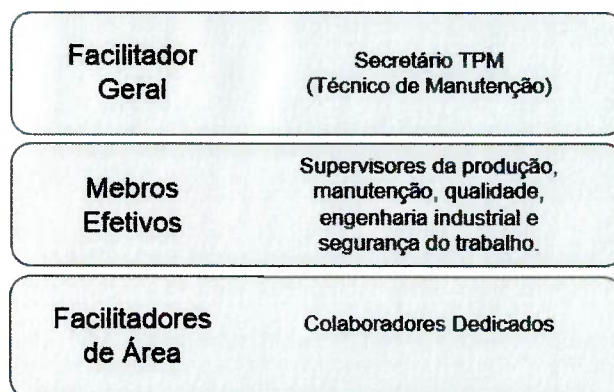 Facilitador
Geral
Secretário TPM
(Técnico de Manutenção)
Mebros
Efetivos
Supervisores da produção,
manutenção, qualidade,
engenharia industrial e
segurança do trabalho.
Facilitadores
de Área
Colaboradores Dedicados